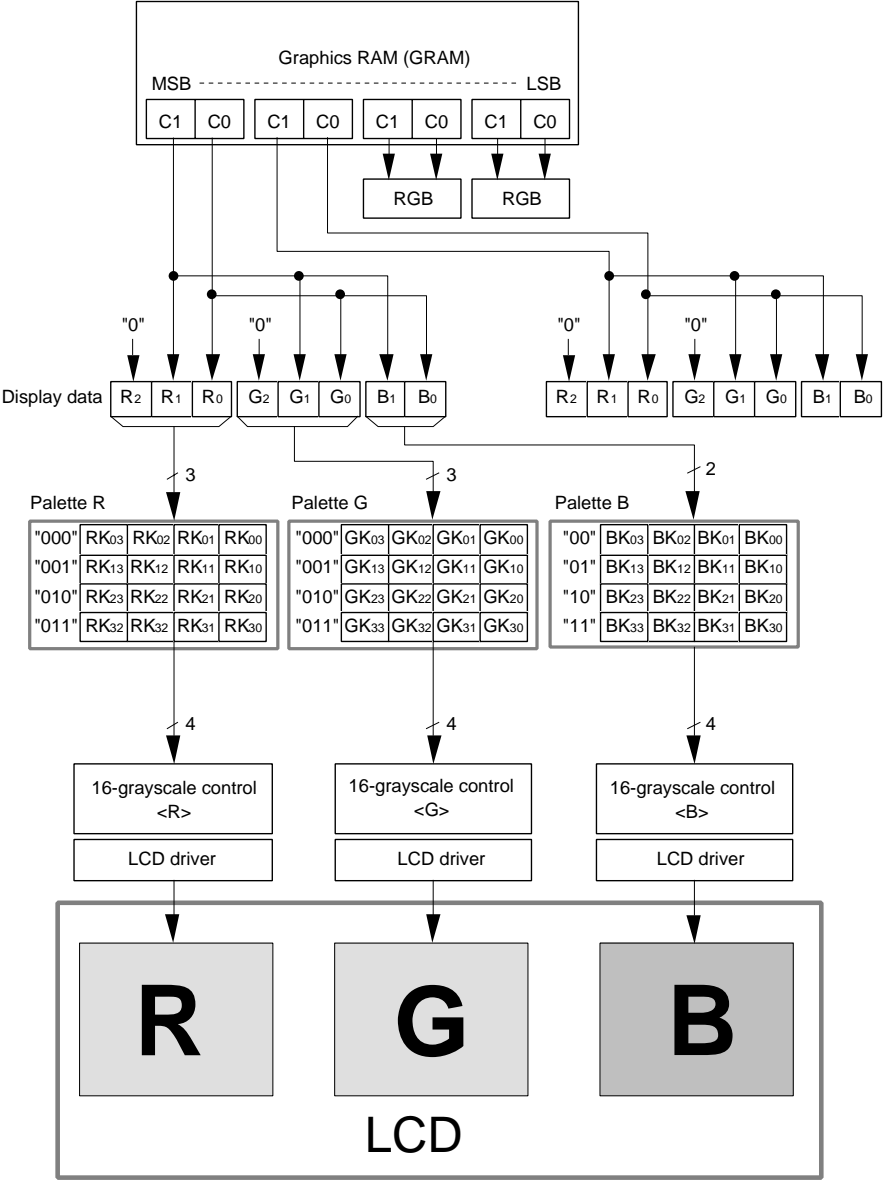 Graphics RAM (GRAM)
MSB LSB
C1 C0 C1 C0 C1 C0 C1 C0
RGB RGB
"0" "0" "0" "0"
Display data R2 R1 R0 G2 G1 G0 B1 B0 R2 R1 R0 G2 G1 G0 B1 B0
3 3 2
Palette R Palette G Palette B
"000" RK03 RK02 RK01 RK00 "000" GK03 GK02 GK01 GK00 "00" BK03 BK02 BK01 BK00
"001" RK13 RK12 RK11 RK10 "001" GK13 GK12 GK11 GK10 "01" BK13 BK12 BK11 BK10
"010" RK23 RK22 RK21 RK20 "010" GK23 GK22 GK21 GK20 "10" BK23 BK22 BK21 BK20
"011" RK32 RK32 RK31 RK30 "011" GK33 GK32 GK31 GK30 "11" BK33 BK32 BK31 BK30
4 4 4
16-grayscale control 16-grayscale control 16-grayscale control
<R> <G> <B>
LCD driver LCD driver LCD driver
R G B
LCD